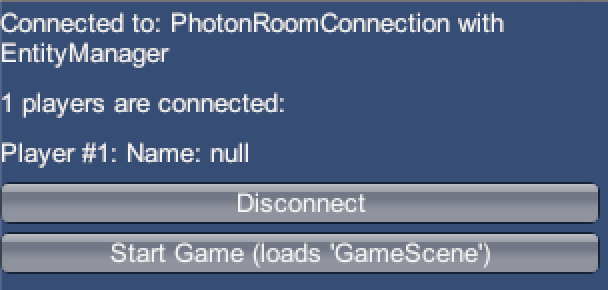 Connected to: PhotonRoomConnection with
EntityManager
1 players are connected:
Player #1: Name: null
Disconnect
Start Game (loads 'GameScene')